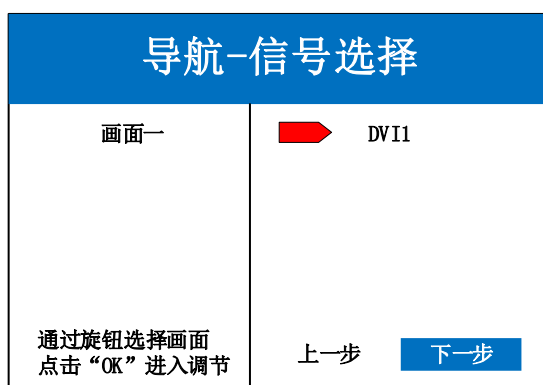 导航-信号选择
画面一
DVI1
通过旋钮选择画面
点击“OK”进入调节
上一步
下一步